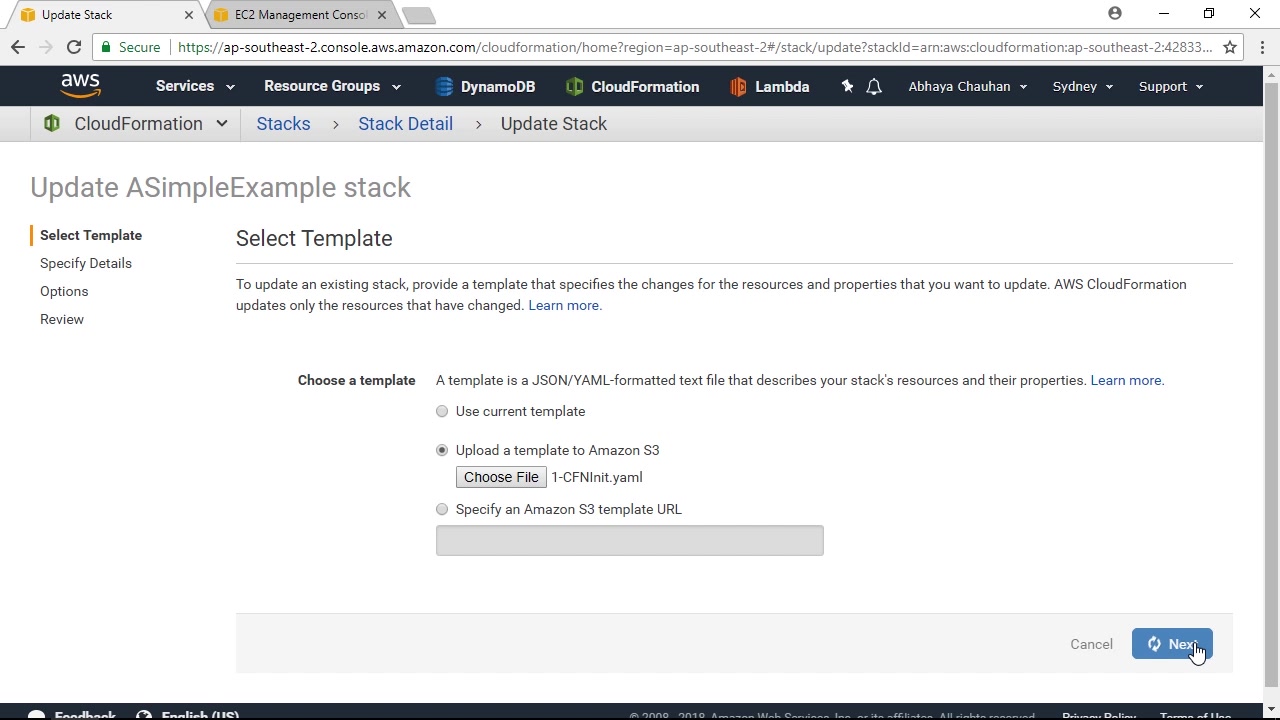 Update Stack
EC2 Management Consol
Secure
https://ap-southeast-2.console.aws.amazon.com/cloudformation/home?region=ap-southeast-2#/stack/update?stackId=arn:aws:cloudformation:ap-southeast-2:42833...
aws
Services
Resource Groups
DynamoDB
CloudFormation
Lambda
Abhaya Chauhan
Sydney
Support
CloudFormation
Stacks > Stack Detail > Update Stack
Update ASimpleExample stack
Select Template
Specify Details
Options
Review
Select Template
To update an existing stack, provide a template that specifies the changes for the resources and properties that you want to update. AWS CloudFormation
updates only the resources that have changed. Learn more.
Choose a template
A template is a JSON/YAML-formatted text file that describes your stack's resources and their properties. Learn more.
Use current template
Upload a template to Amazon S3
Choose File 1-CFNInit.yaml
Specify an Amazon S3 template URL
Cancel
Next
Feedback
English (US)
© 2008 - 2018, Amazon Web Services, Inc. or its affiliates. All rights reserved.
Privacy Policy
Terms of Use